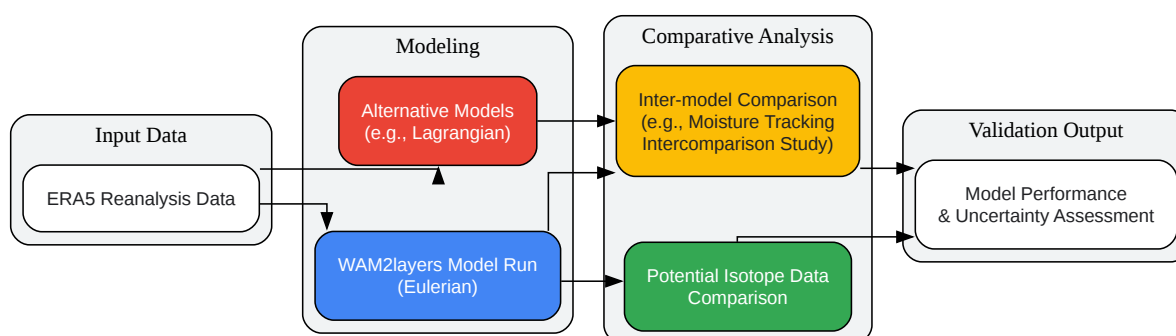 Input Data
ERA5 Reanalysis Data
Modeling
Alternative Models
(e.g., Lagrangian)
WAM2layers Model Run
(Eulerian)
Comparative Analysis
Inter-model Comparison
(e.g., Moisture Tracking
Intercomparison Study)
Potential Isotope Data
Comparison
Validation Output
Model Performance
& Uncertainty Assessment